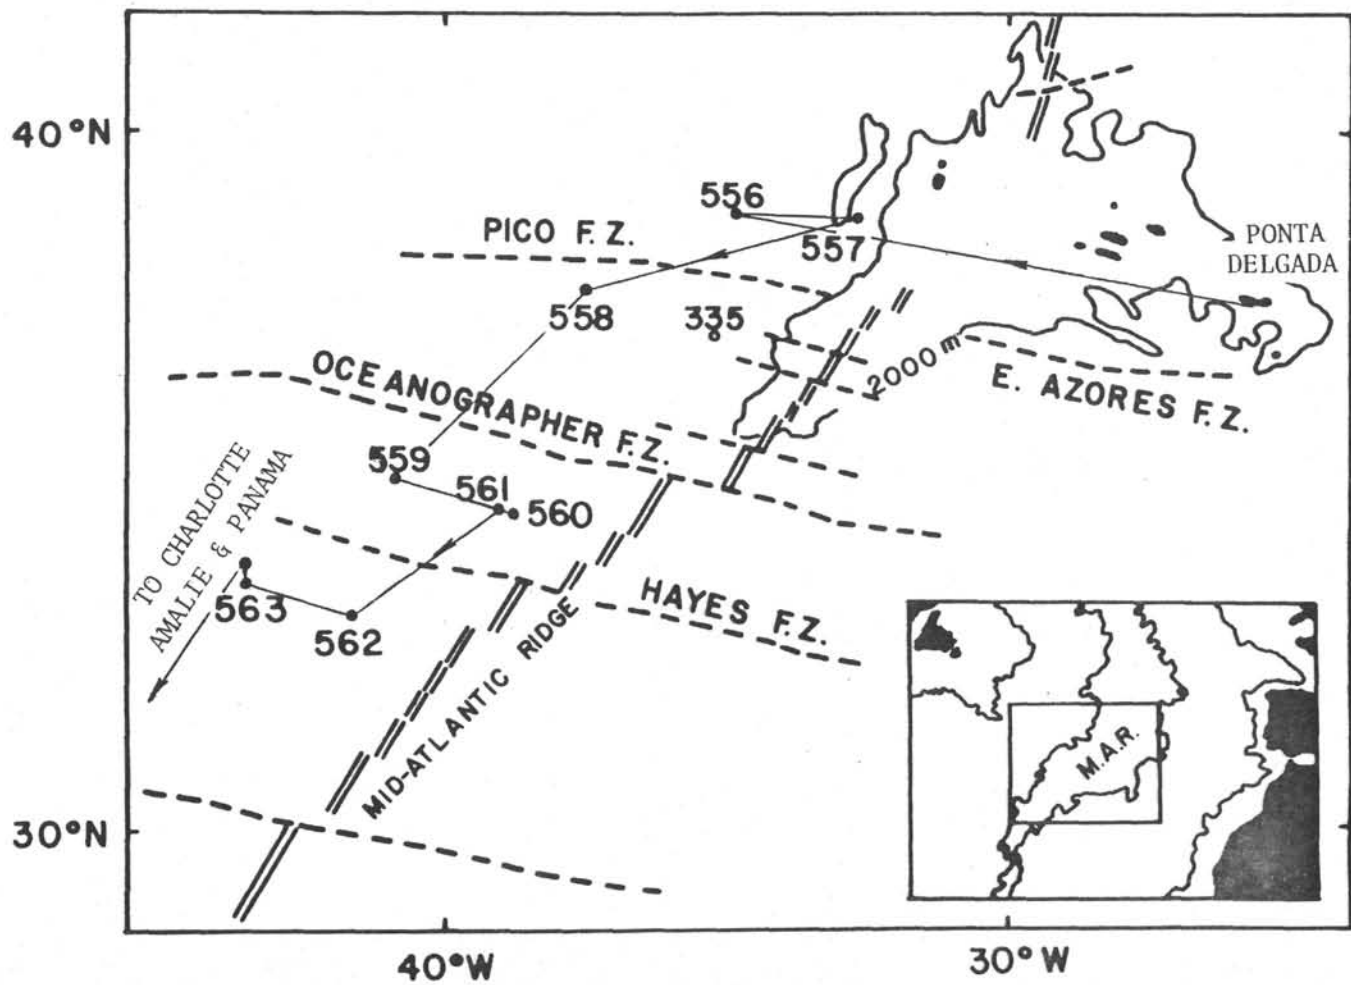 40°N
556
PICO F. Z.
557
PONTA
DELGADA
558
335
2000 m
OCEANOGRAPHER F.Z.
E. AZORES F.Z.
559
561
560
TO CHARLOTTE
AMALIE & PANAMA
563
562
HAYES F.Z.
MID-ATLANTIC RIDGE
M.A.R.
30°N
40°W
30°W